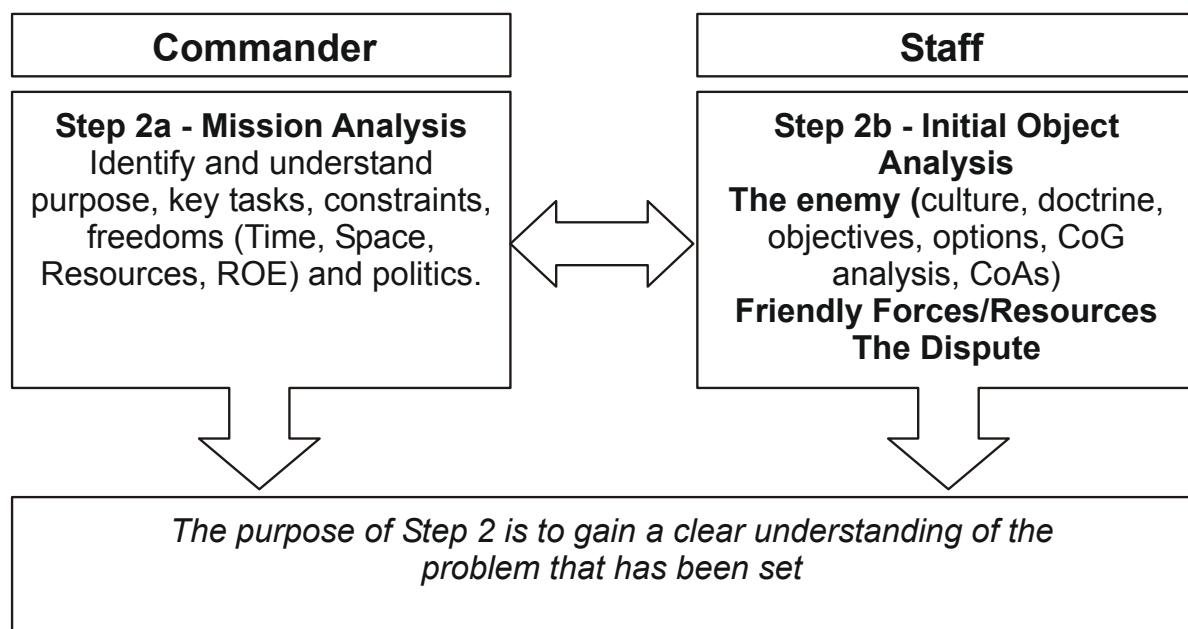 Commander
Staff
Step 2a - Mission Analysis
Identify and understand
purpose, key tasks, constraints,
freedoms (Time, Space,
Resources, ROE) and politics.
Step 2b - Initial Object
Analysis
The enemy (culture, doctrine,
objectives, options, CoG
analysis, CoAs)
Friendly Forces/Resources
The Dispute
The purpose of Step 2 is to gain a clear understanding of the
problem that has been set